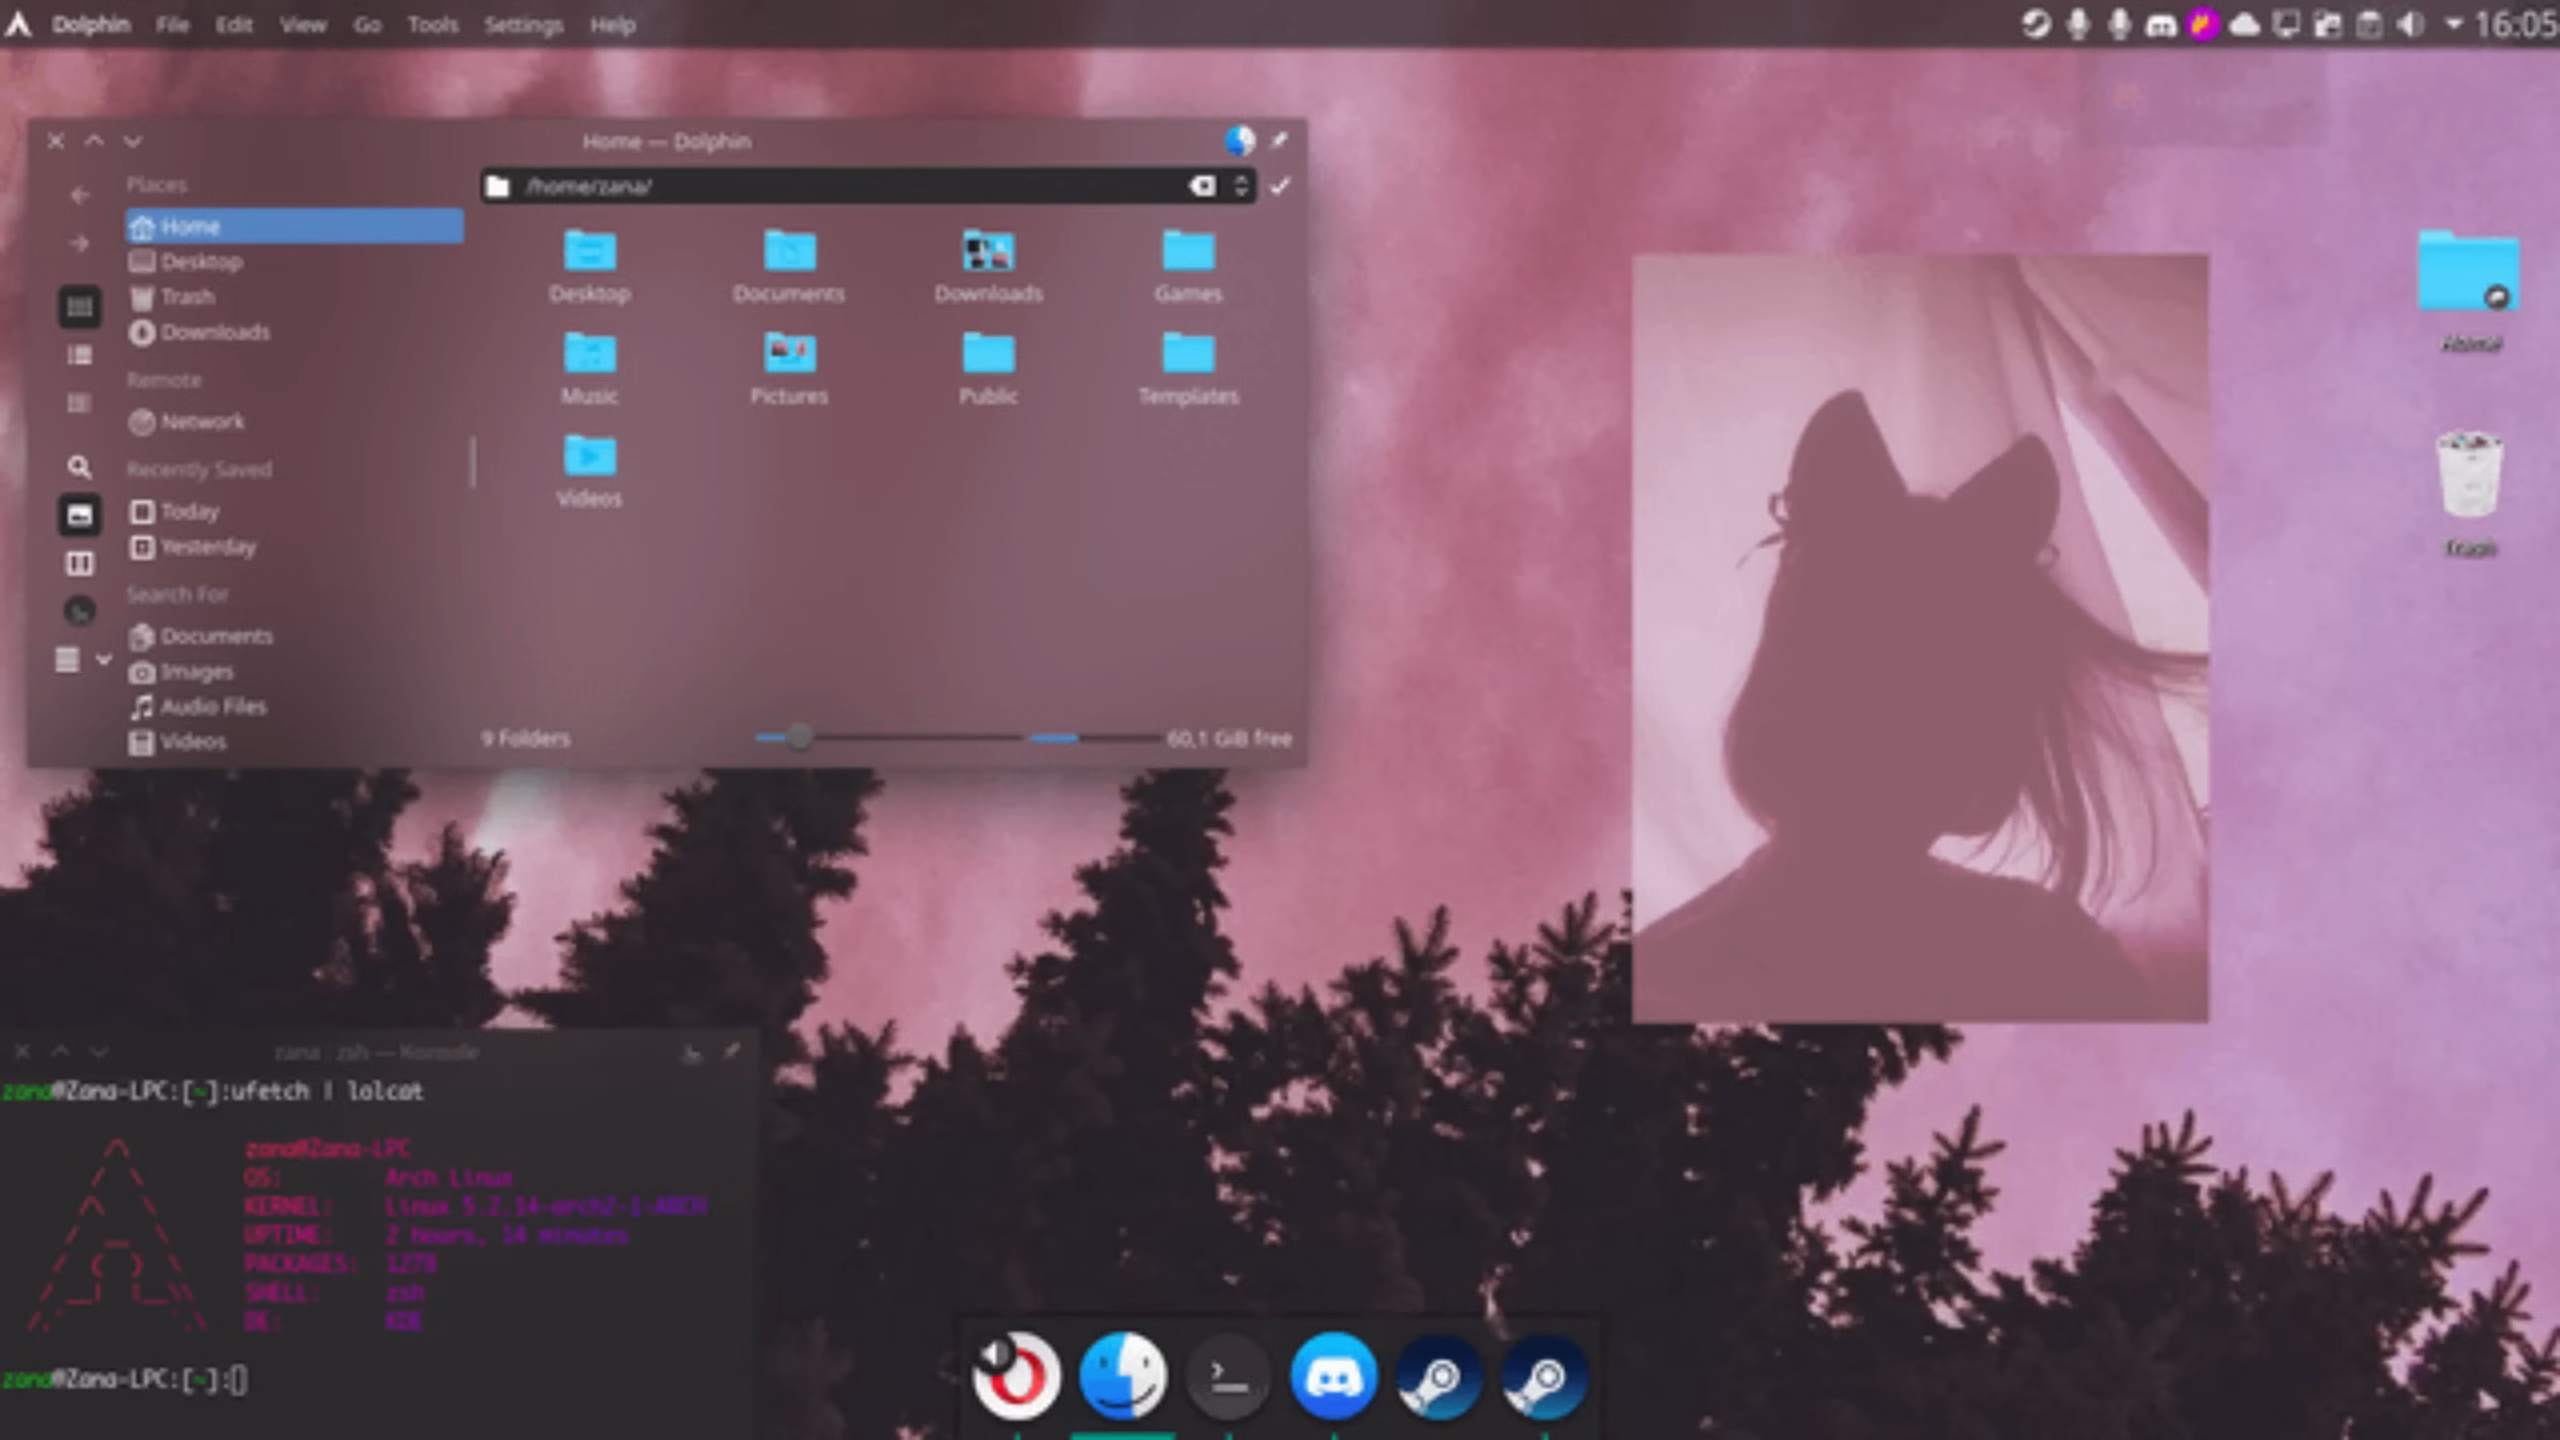 Dolphin File Edit View Go Tools Settings Help 16:05
Home — Dolphin
Places
/home/zana/
Home
Desktop
Trash
Downloads
Remote
Network
Recently Saved
Today
Yesterday
Search For
Documents
Images
Audio Files
Videos
Desktop Documents Downloads Games
Music Pictures Public Templates
Videos
9 Folders 60,1 GiB free
Home
Trash
zana : zsh — Konsole
zana@Zana-LPC:[~]:ufetch | lolcat
zana@Zana-LPC
OS: Arch Linux
KERNEL: Linux 5.2.14-arch2-1-ARCH
UPTIME: 2 hours, 14 minutes
PACKAGES: 1278
SHELL: zsh
DE: KDE
zana@Zana-LPC:[~]: